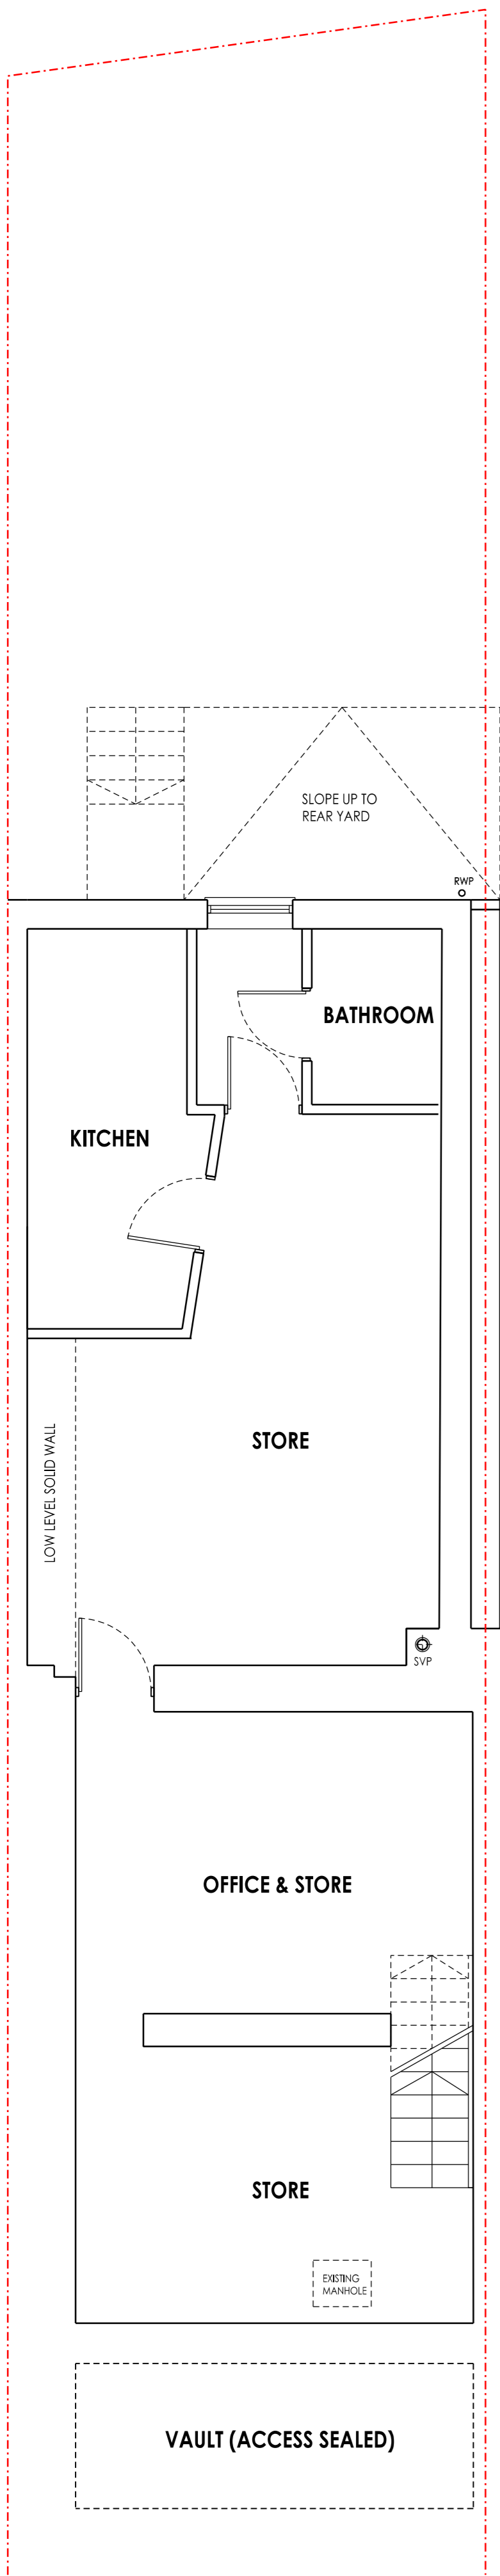 SLOPE UP TO
REAR YARD
RWP
BATHROOM
KITCHEN
STORE
LOW LEVEL SOLID WALL
SVP
OFFICE & STORE
STORE
EXISTING
MANHOLE
VAULT (ACCESS SEALED)